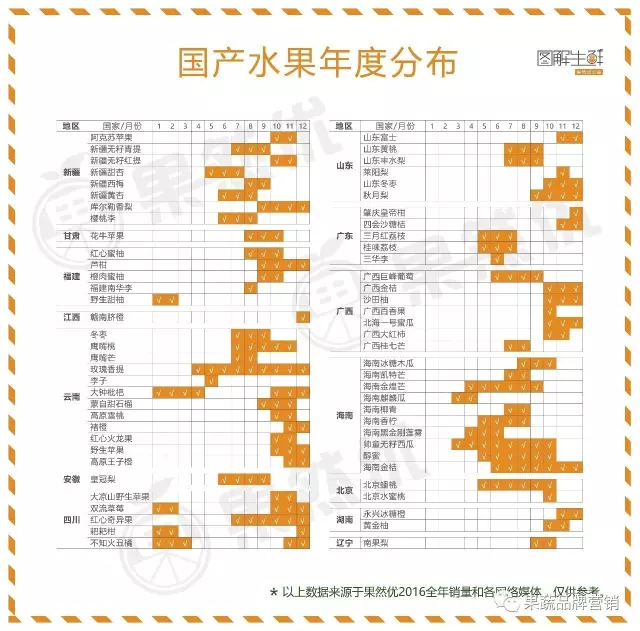 国产水果年度分布
图解生鲜
地区 国家/月份 1 2 3 4 5 6 7 8 9 10 11 12
新疆
阿克苏苹果
新疆无籽青提
新疆无籽红提
新疆甜杏
新疆西梅
新疆黄杏
库尔勒香梨
樱桃李
甘肃 花牛苹果
福建
红心蜜柚
芦柑
橙肉蜜柚
福建南华李
野生甜柚
江西 赣南脐橙
云南
冬枣
鹰嘴桃
鹰嘴芒
玫瑰香提
李子
大钟枇杷
蒙自甜石榴
高原雪桃
褚橙
红心火龙果
野生苹果
高原王子橙
安徽 皇冠梨
四川
大凉山野生苹果
双流草莓
红心奇异果
耙耙柑
不知火丑橘
地区 国家/月份 1 2 3 4 5 6 7 8 9 10 11 12
山东
山东富士
山东黄桃
山东丰水梨
莱阳梨
山东冬枣
秋月梨
广东
肇庆皇帝柑
四会沙糖桔
三月红荔枝
桂味荔枝
三华李
广西
广西巨峰葡萄
广西金桔
沙田柚
广西百香果
北海一号蜜瓜
广西大红柿
广西桂七芒
海南
海南冰糖木瓜
海南凯特芒
海南金煌芒
海南麒麟瓜
海南椰青
海南香柠
海南黑金刚莲雾
帅童无籽西瓜
醇蜜
海南金桔
北京
北京蟠桃
北京水蜜桃
湖南
永兴冰糖橙
黄金柚
辽宁 南果梨
* 以上数据来源于果然优2016全年销量和各网络媒体，仅供参考。
果蔬品牌营销
果然优